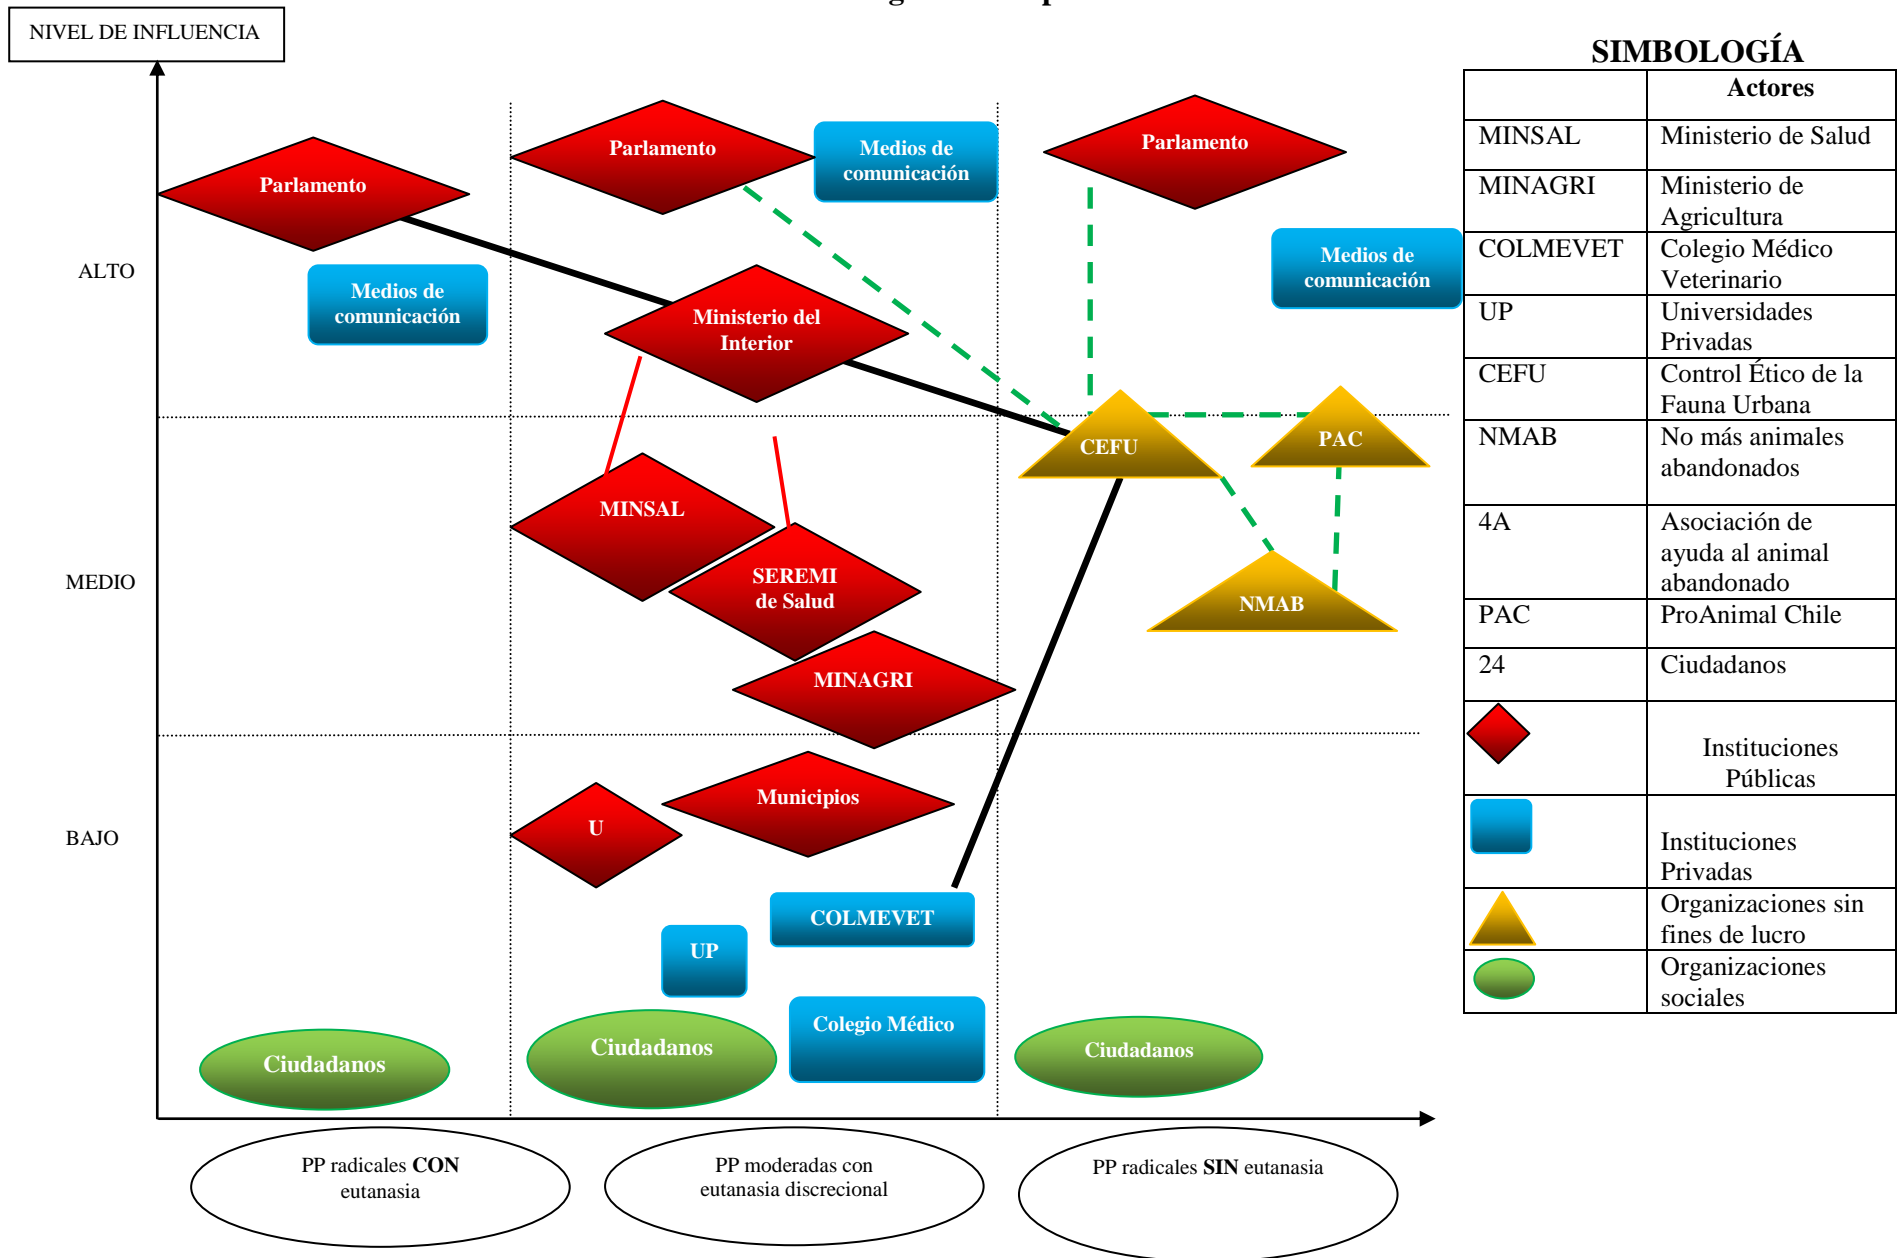 NIVEL DE INFLUENCIA
ALTO
MEDIO
BAJO
Parlamento
Medios de
comunicación
Parlamento
Medios de
comunicación
Parlamento
Medios de
comunicación
Ministerio del
Interior
CEFU
PAC
MINSAL
SEREMI
de Salud
NMAB
MINAGRI
Municipios
U
COLMEVET
UP
Colegio Médico
Ciudadanos
Ciudadanos
Ciudadanos
PP radicales CON
eutanasia
PP moderadas con
eutanasia discrecional
PP radicales SIN eutanasia
SIMBOLOGÍA
Actores
MINSAL Ministerio de Salud
MINAGRI Ministerio de
Agricultura
COLMEVET Colegio Médico
Veterinario
UP Universidades
Privadas
CEFU Control Ético de la
Fauna Urbana
NMAB No más animales
abandonados
4A Asociación de
ayuda al animal
abandonado
PAC ProAnimal Chile
24 Ciudadanos
Instituciones
Públicas
Instituciones
Privadas
Organizaciones sin
fines de lucro
Organizaciones
sociales